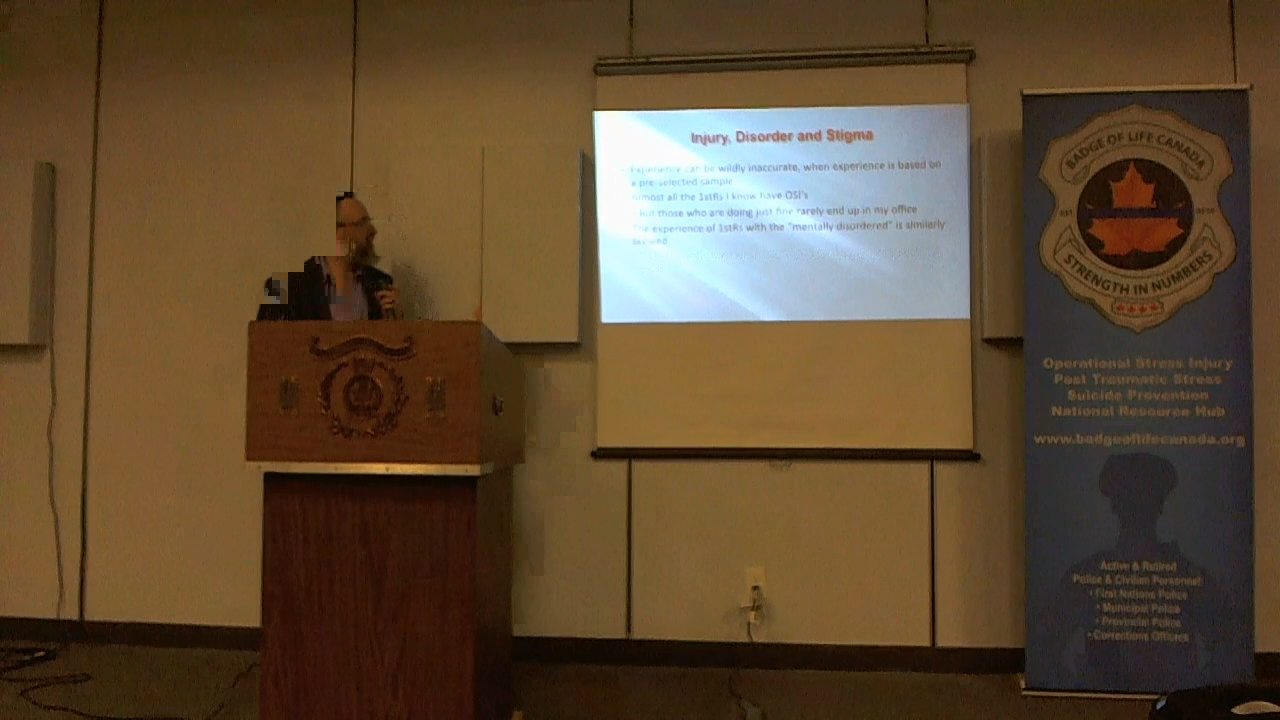 Injury, Disorder and Stigma
Experience can be wildly inaccurate, when experience is based on
a pre-selected sample
Almost all the 1stRs I know have OSI's
But those who are doing just fine rarely end up in my office
The experience of 1stRs with the "mentally disordered" is similarly
skewed
BADGE OF LIFE CANADA
EST.
STRENGTH IN NUMBERS
Operational Stress Injury
Post Traumatic Stress
Suicide Prevention
National Resource Hub
www.badgeoflifecanada.org
Active & Retired
Police & Civilian Personnel
• First Nations Police
• Municipal Police
• Provincial Police
• Corrections Officers